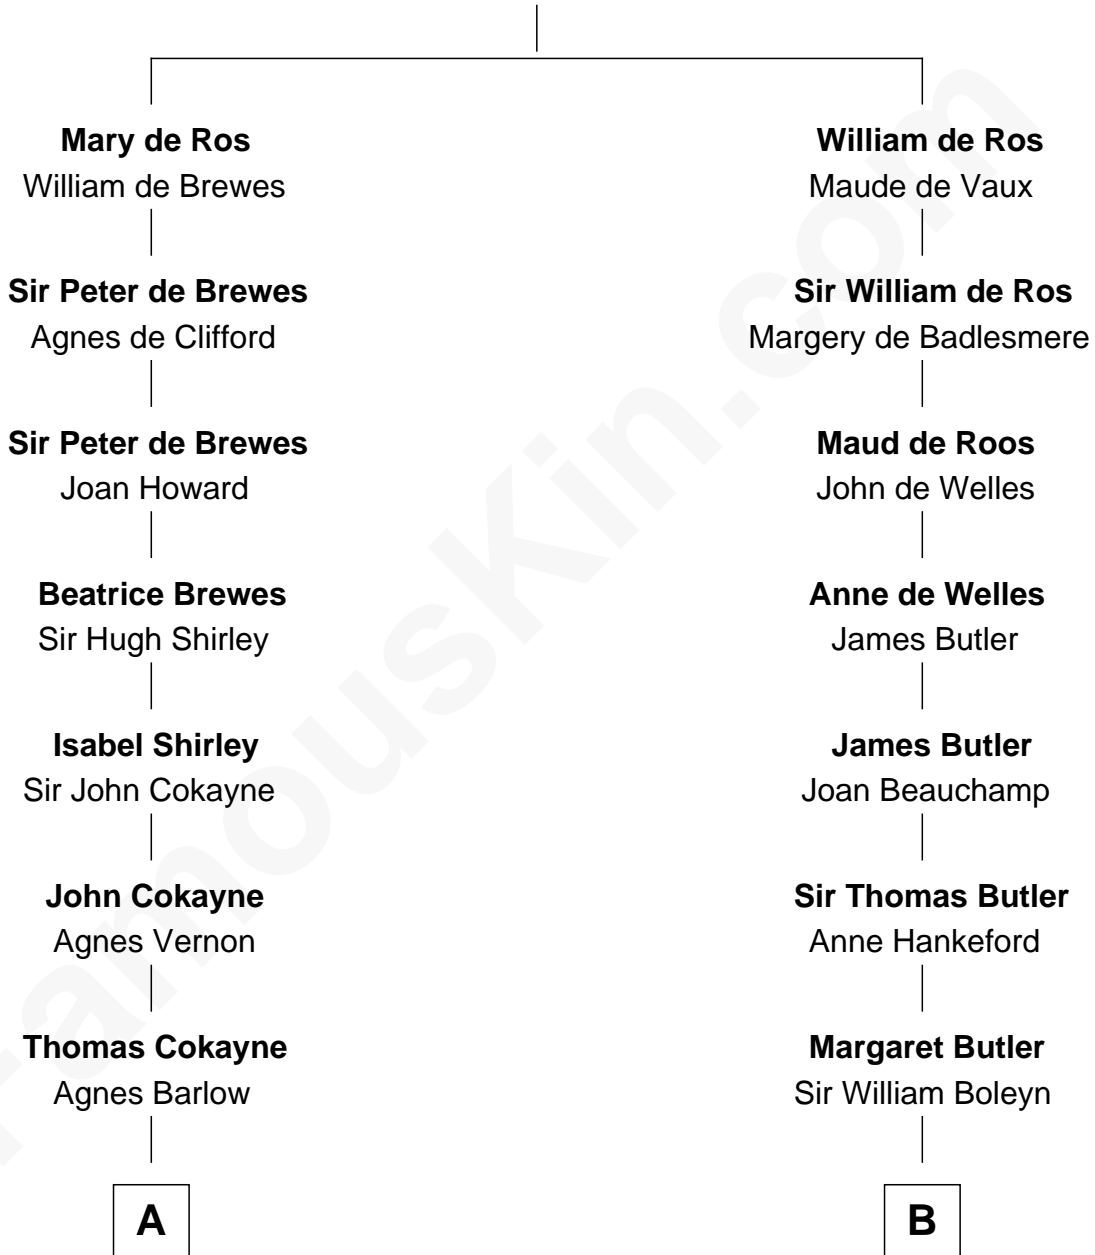 Mary de Ros
William de Brewes
William de Ros
Maude de Vaux
Sir Peter de Brewes
Agnes de Clifford
Sir William de Ros
Margery de Badlesmere
Sir Peter de Brewes
Joan Howard
Maud de Roos
John de Welles
Beatrice Brewes
Sir Hugh Shirley
Anne de Welles
James Butler
Isabel Shirley
Sir John Cokayne
James Butler
Joan Beauchamp
John Cokayne
Agnes Vernon
Sir Thomas Butler
Anne Hankeford
Thomas Cokayne
Agnes Barlow
Margaret Butler
Sir William Boleyn
A
B
FamousKin.com